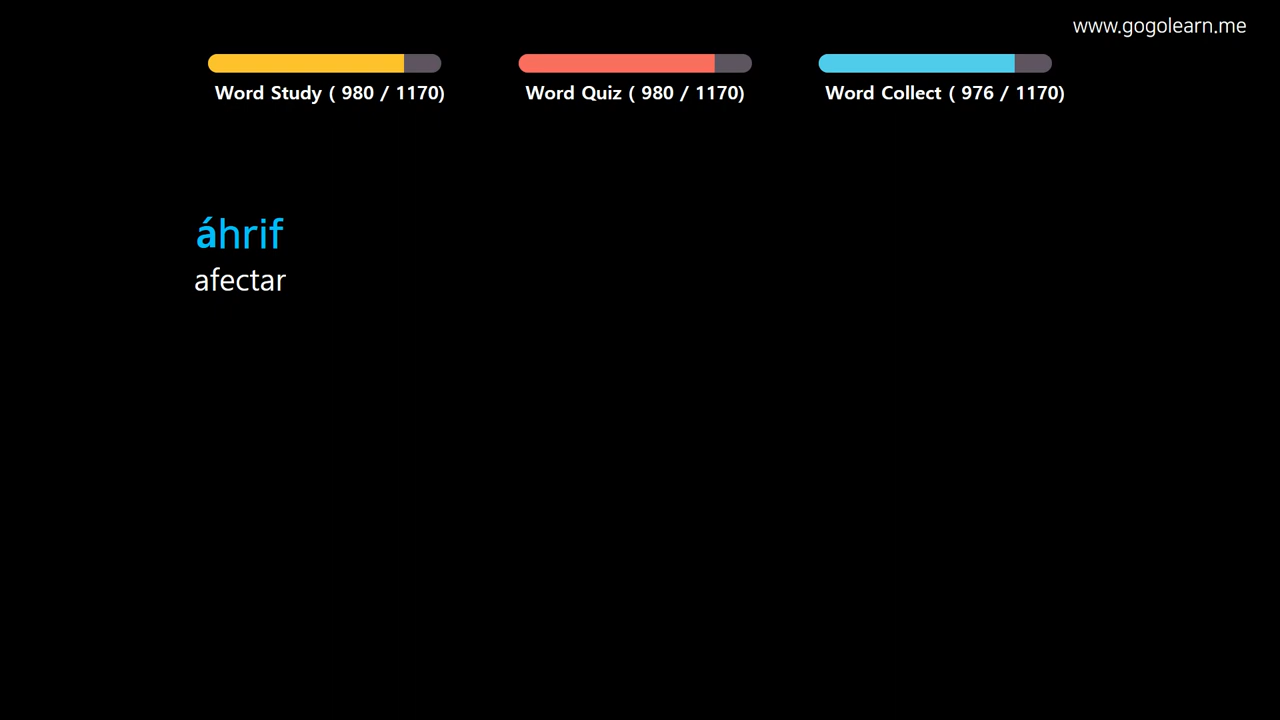 www.gogolearn.me
Word Study ( 980 / 1170)
Word Quiz ( 980 / 1170)
Word Collect ( 976 / 1170)
áhrif
afectar